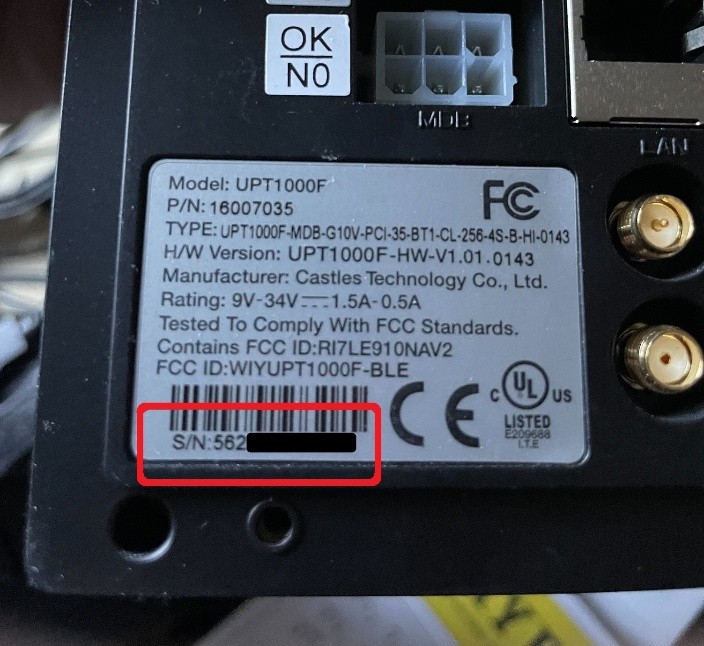 OK
N0
MDB
LAN
Model: UPT1000F
FC
P/N: 16007035
TYPE: UPT1000F-MDB-G10V-PCI-35-BT1-CL-256-4S-B-HI-0143
H/W Version: UPT1000F-HW-V1.01.0143
Manufacturer: Castles Technology Co., Ltd.
Rating: 9V-34V⎓1.5A-0.5A
Tested To Comply With FCC Standards.
Contains FCC ID:RI7LE910NAV2
FCC ID:WIYUPT1000F-BLE
S/N:562
CE
C UL US
LISTED
E209688
I.T.E